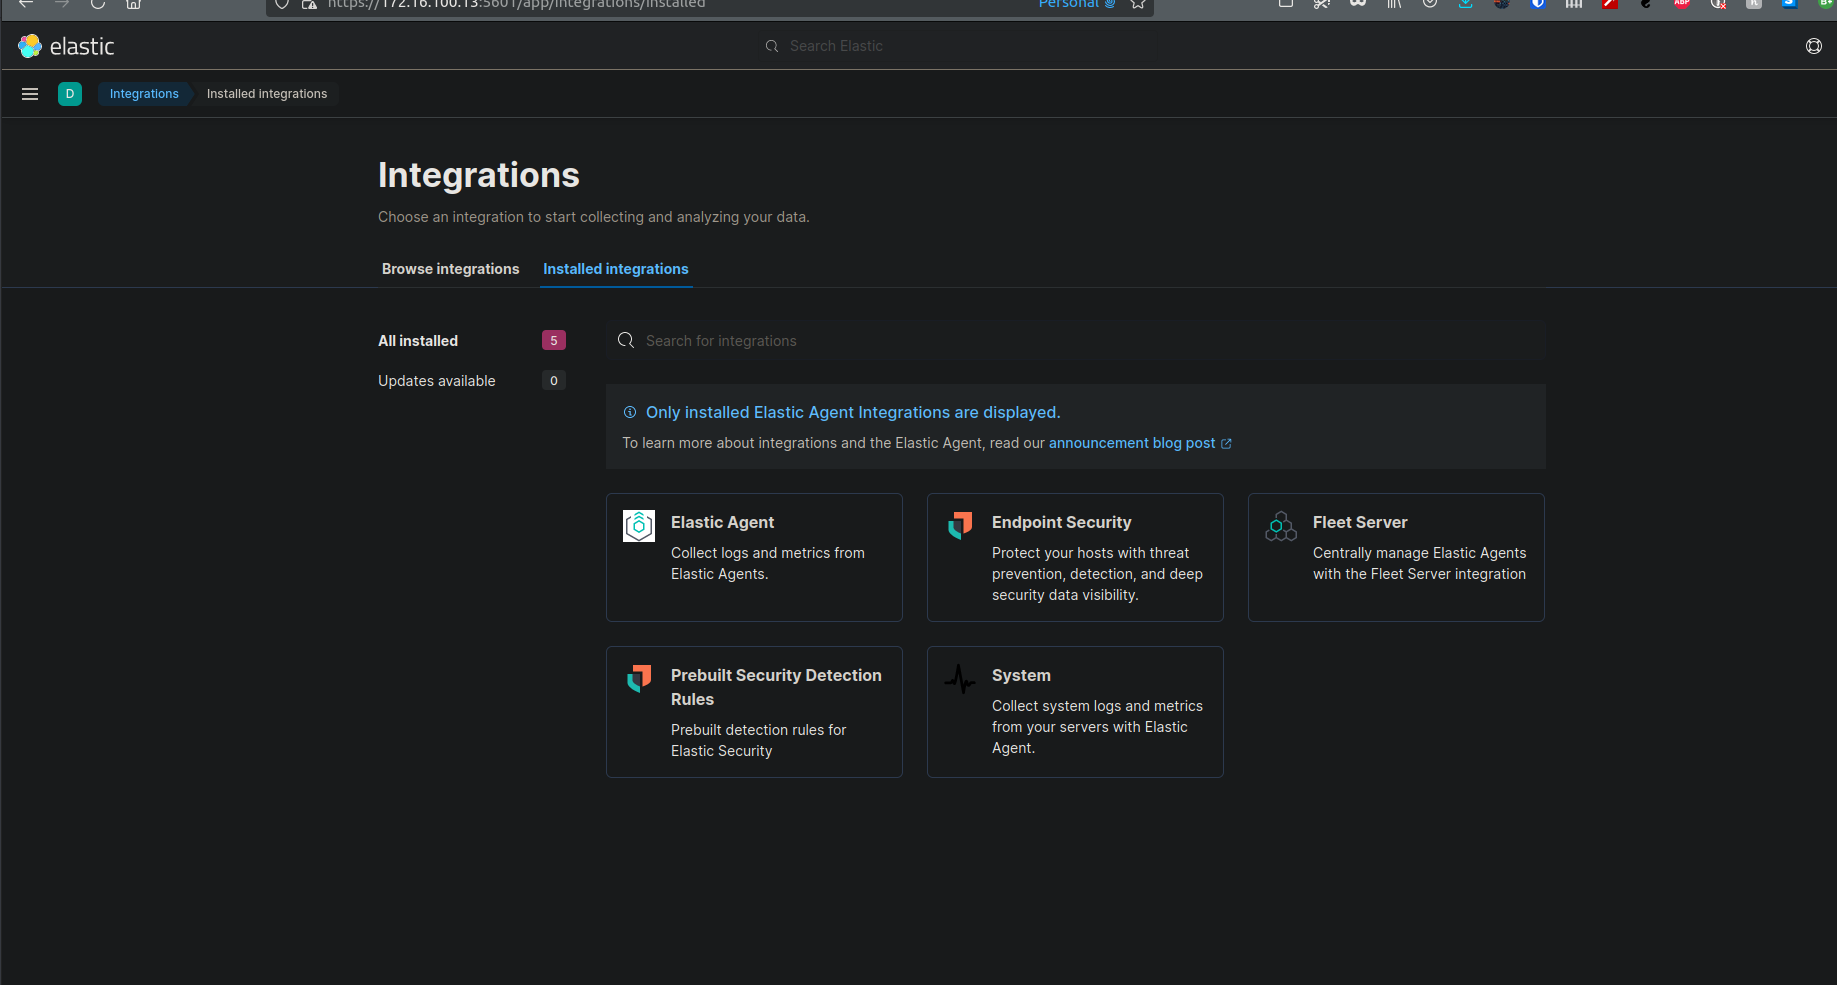 https://172.16.100.13:5601/app/integrations/installed
Personal
elastic
Search Elastic
D
Integrations
Installed integrations
Integrations
Choose an integration to start collecting and analyzing your data.
Browse integrations
Installed integrations
All installed
5
Search for integrations
Updates available
0
Only installed Elastic Agent Integrations are displayed.
To learn more about integrations and the Elastic Agent, read our announcement blog post
Elastic Agent
Collect logs and metrics from
Elastic Agents.
Endpoint Security
Protect your hosts with threat
prevention, detection, and deep
security data visibility.
Fleet Server
Centrally manage Elastic Agents
with the Fleet Server integration
Prebuilt Security Detection
Rules
Prebuilt detection rules for
Elastic Security
System
Collect system logs and metrics
from your servers with Elastic
Agent.